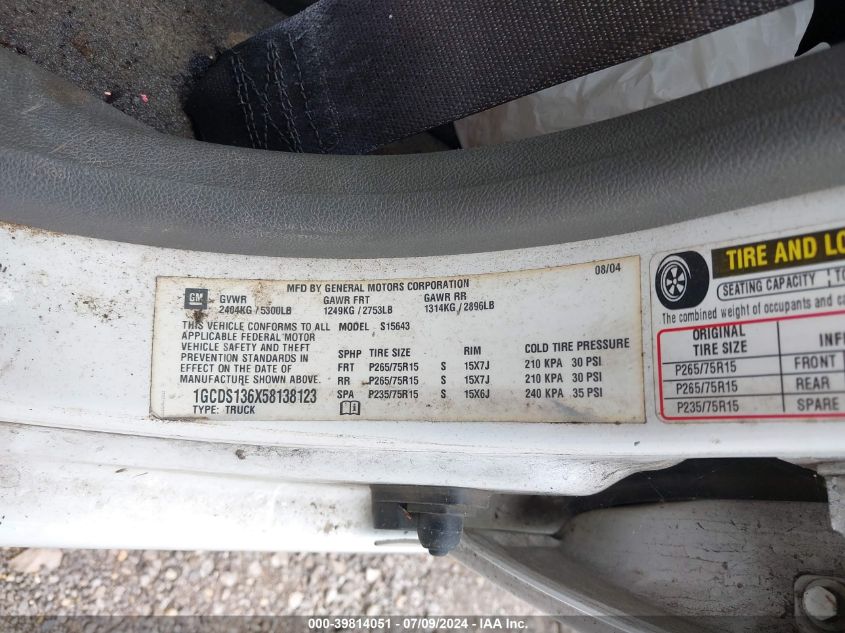 MFD BY GENERAL MOTORS CORPORATION 08/04
GM GVWR GAWR FRT GAWR RR
2404KG / 5300LB 1249KG / 2753LB 1314KG / 2896LB
THIS VEHICLE CONFORMS TO ALL MODEL S15643
APPLICABLE FEDERAL MOTOR
VEHICLE SAFETY AND THEFT
PREVENTION STANDARDS IN
EFFECT ON THE DATE OF
MANUFACTURE SHOWN ABOVE.
1GCDS136X58138123
TYPE: TRUCK
SPHP TIRE SIZE RIM COLD TIRE PRESSURE
FRT P265/75R15 S 15X7J 210 KPA 30 PSI
RR P265/75R15 S 15X7J 210 KPA 30 PSI
SPA P235/75R15 S 15X6J 240 KPA 35 PSI
TIRE AND LO
SEATING CAPACITY TO
The combined weight of occupants and ca
ORIGINAL
TIRE SIZE INF
P265/75R15 FRONT
P265/75R15 REAR
P235/75R15 SPARE
000-39814051 - 07/09/2024 - 000-000-0000